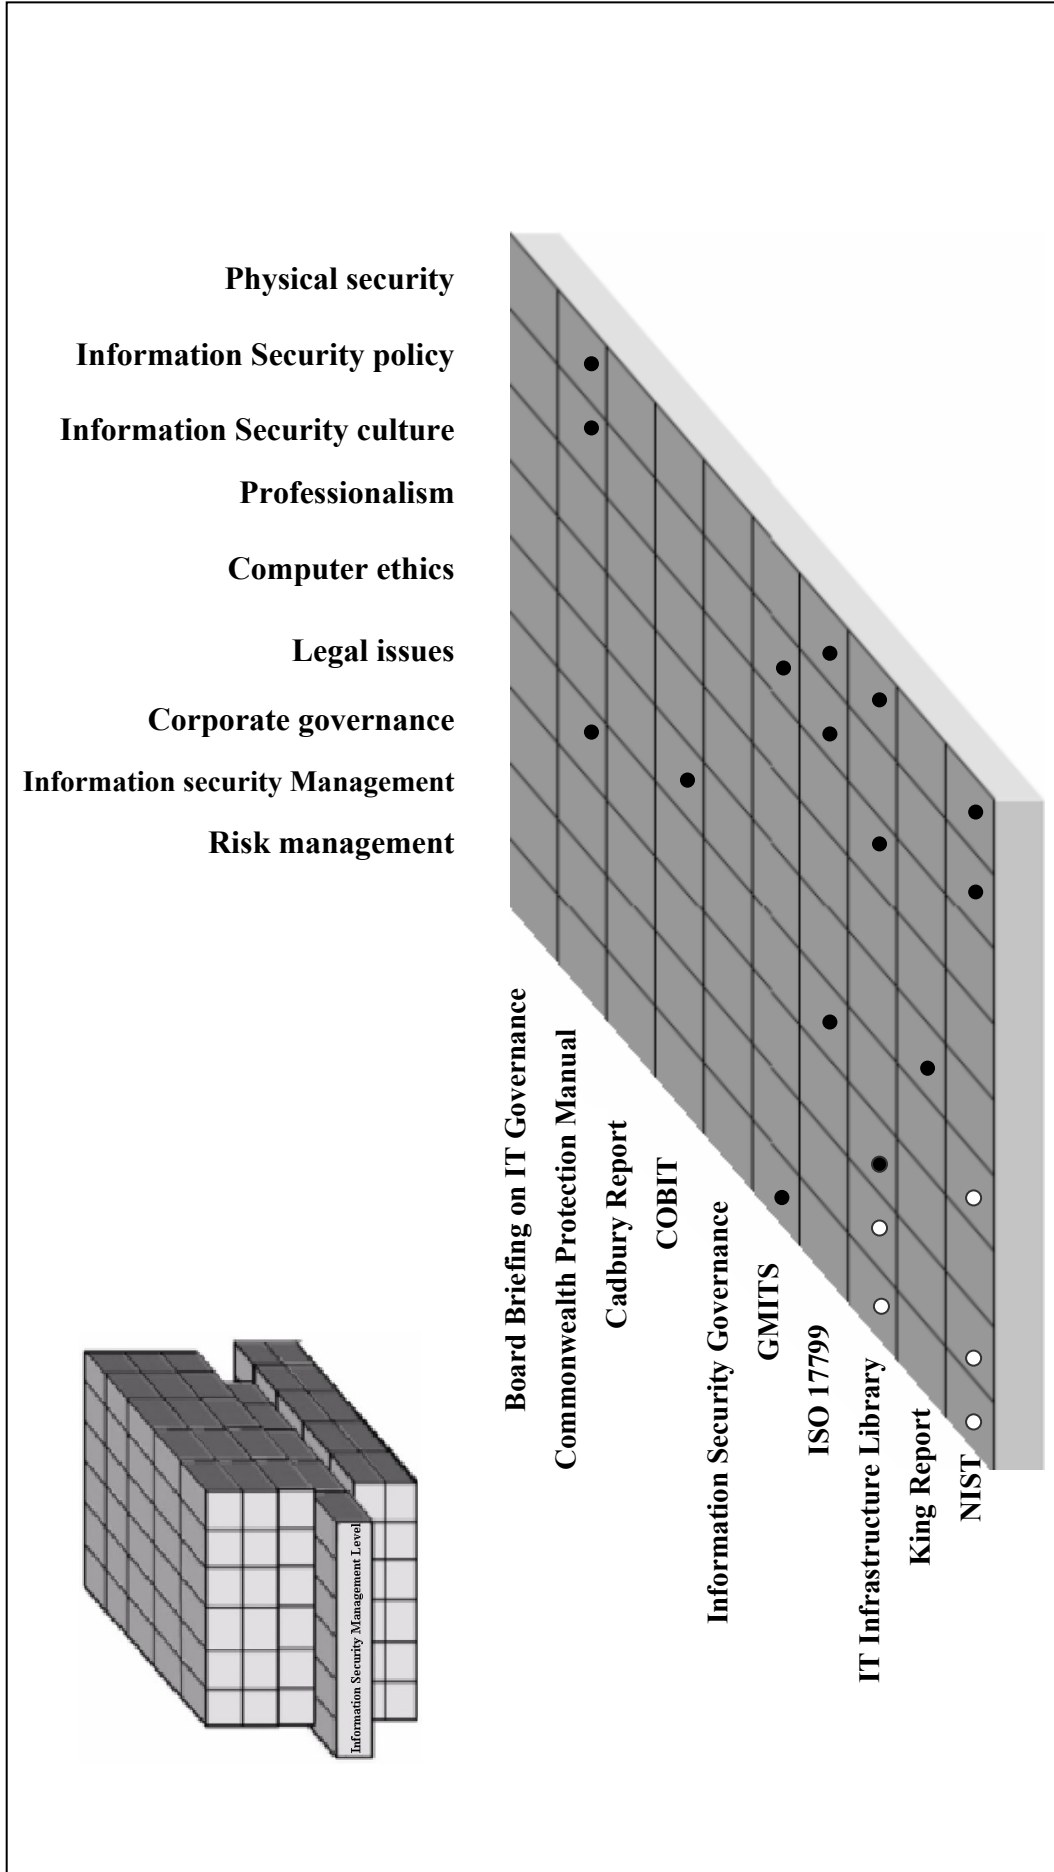 Physical security
Information Security policy
Information Security culture
Professionalism
Computer ethics
Legal issues
Corporate governance
Information security Management
Risk management
Board Briefing on IT Governance
Commonwealth Protection Manual
Cadbury Report
COBIT
Information Security Governance
GMITS
ISO 17799
IT Infrastructure Library
King Report
NIST
Information Security Management Level